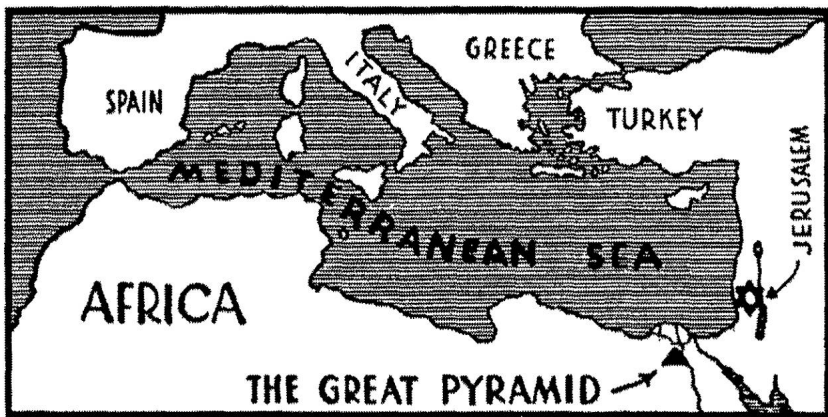 GREECE
SPAIN
ITALY
TURKEY
MEDITERRANEAN SEA
JERUSALEM
AFRICA
THE GREAT PYRAMID